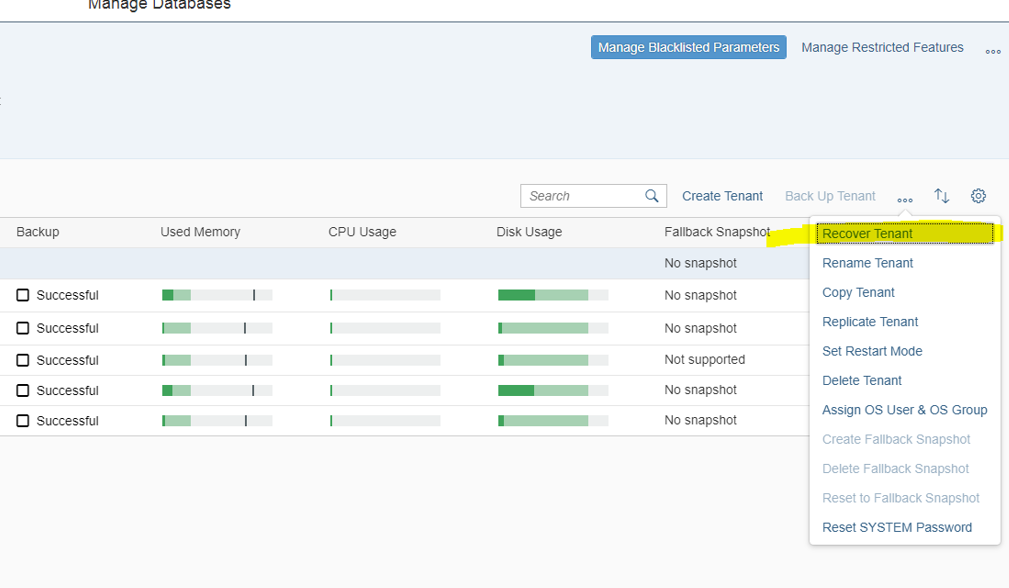 Manage Databases
Manage Blacklisted Parameters Manage Restricted Features
Search Create Tenant Back Up Tenant
Backup Used Memory CPU Usage Disk Usage Fallback Snapshot
No snapshot
Successful No snapshot
Successful No snapshot
Successful Not supported
Successful No snapshot
Successful No snapshot
Recover Tenant
Rename Tenant
Copy Tenant
Replicate Tenant
Set Restart Mode
Delete Tenant
Assign OS User & OS Group
Create Fallback Snapshot
Delete Fallback Snapshot
Reset to Fallback Snapshot
Reset SYSTEM Password